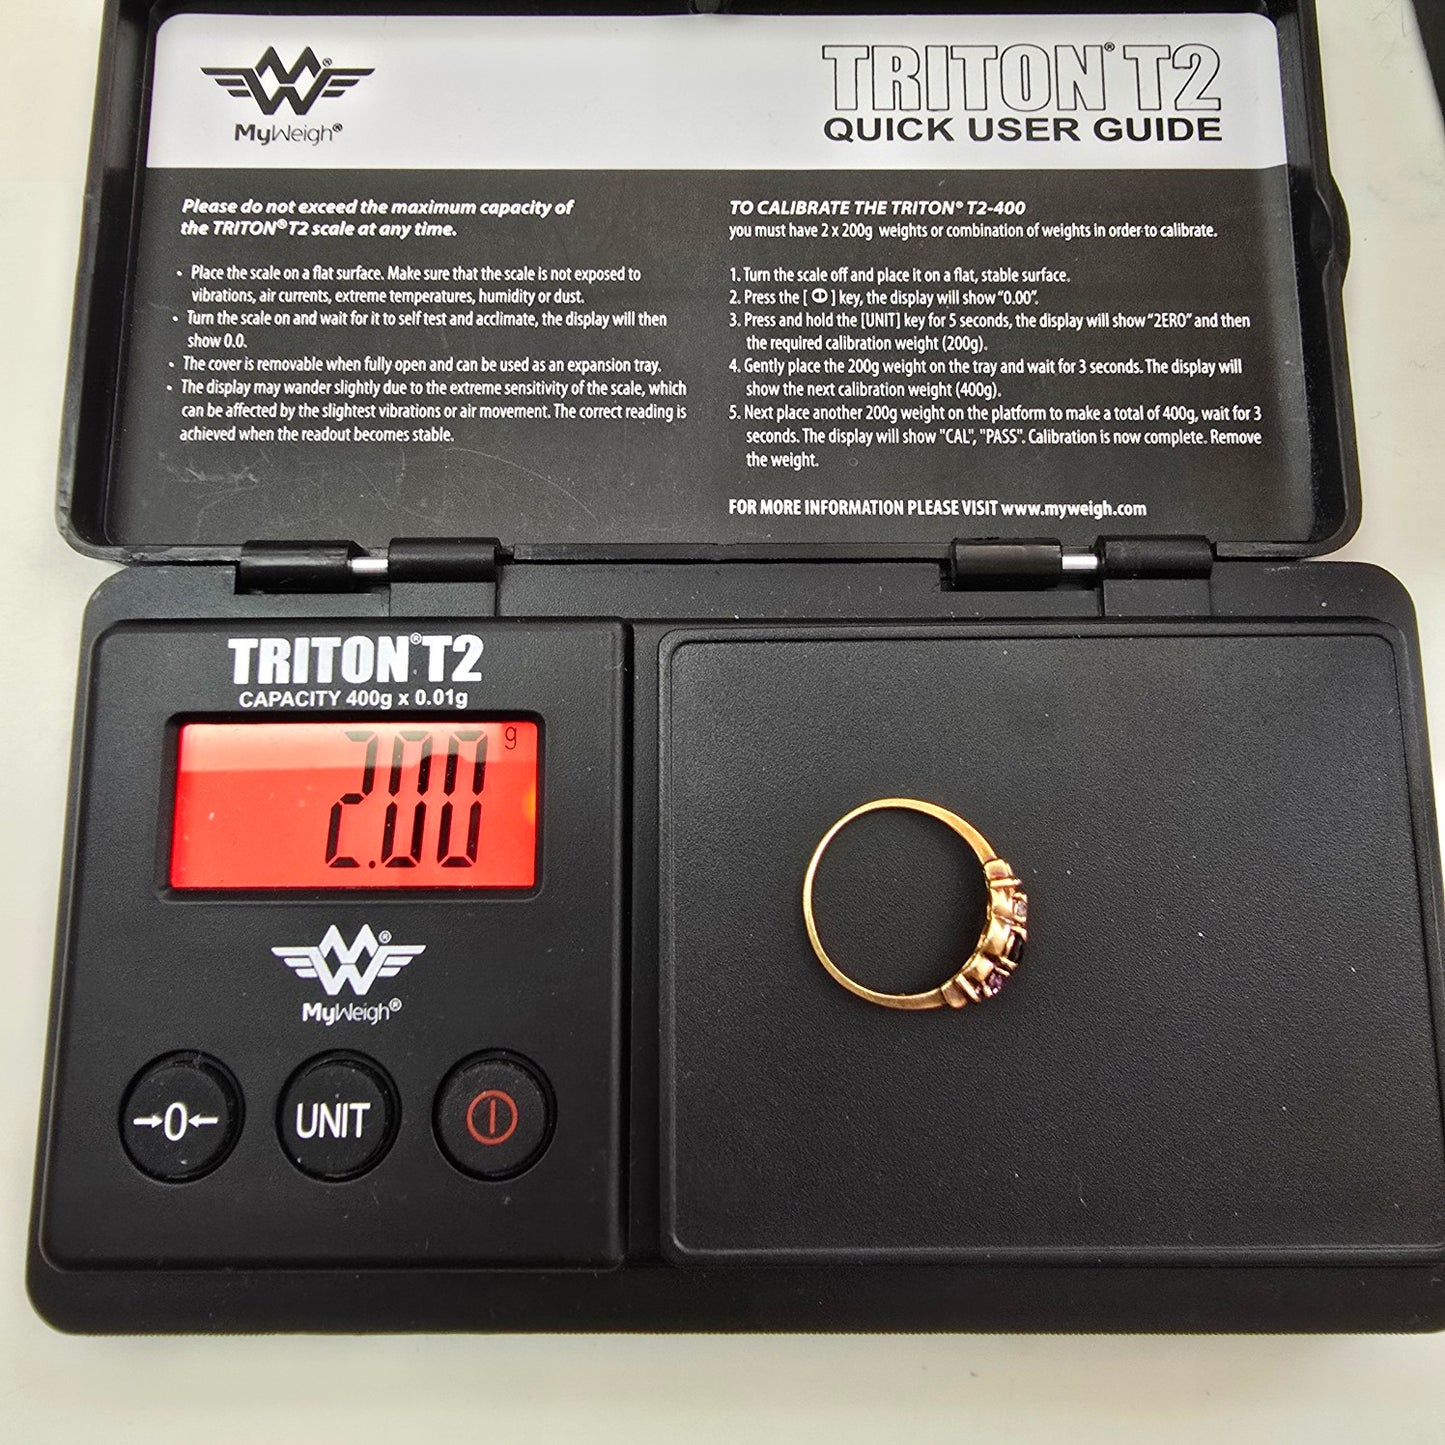 MyWeigh®
TRITON® T2
QUICK USER GUIDE
Please do not exceed the maximum capacity of
the TRITON® T2 scale at any time.
• Place the scale on a flat surface. Make sure that the scale is not exposed to
vibrations, air currents, extreme temperatures, humidity or dust.
• Turn the scale on and wait for it to self test and acclimate, the display will then
show 0.0.
• The cover is removable when fully open and can be used as an expansion tray.
• The display may wander slightly due to the extreme sensitivity of the scale, which
can be affected by the slightest vibrations or air movement. The correct reading is
achieved when the readout becomes stable.
TO CALIBRATE THE TRITON® T2-400
you must have 2 x 200g weights or combination of weights in order to calibrate.
1. Turn the scale off and place it on a flat, stable surface.
2. Press the [ ⏼ ] key, the display will show "0.00".
3. Press and hold the [UNIT] key for 5 seconds, the display will show "2ERO" and then
the required calibration weight (200g).
4. Gently place the 200g weight on the tray and wait for 3 seconds. The display will
show the next calibration weight (400g).
5. Next place another 200g weight on the platform to make a total of 400g, wait for 3
seconds. The display will show "CAL", "PASS". Calibration is now complete. Remove
the weight.
FOR MORE INFORMATION PLEASE VISIT www.myweigh.com
TRITON® T2
CAPACITY 400g x 0.01g
2.00 g
MyWeigh®
→0←
UNIT